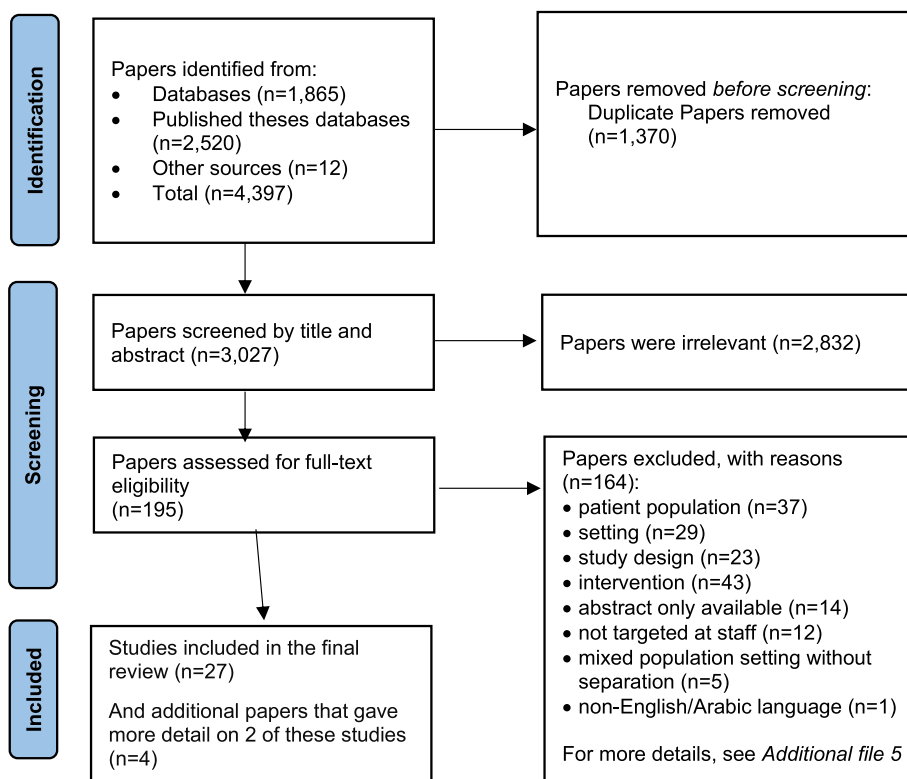 Identification
Papers identified from:
• Databases (n=1,865)
• Published theses databases
(n=2,520)
• Other sources (n=12)
• Total (n=4,397)
Papers removed before screening:
Duplicate Papers removed
(n=1,370)
Screening
Papers screened by title and
abstract (n=3,027)
Papers were irrelevant (n=2,832)
Papers assessed for full-text
eligibility
(n=195)
Papers excluded, with reasons
(n=164):
• patient population (n=37)
• setting (n=29)
• study design (n=23)
• intervention (n=43)
• abstract only available (n=14)
• not targeted at staff (n=12)
• mixed population setting without
separation (n=5)
• non-English/Arabic language (n=1)
For more details, see Additional file 5
Included
Studies included in the final
review (n=27)
And additional papers that gave
more detail on 2 of these studies
(n=4)